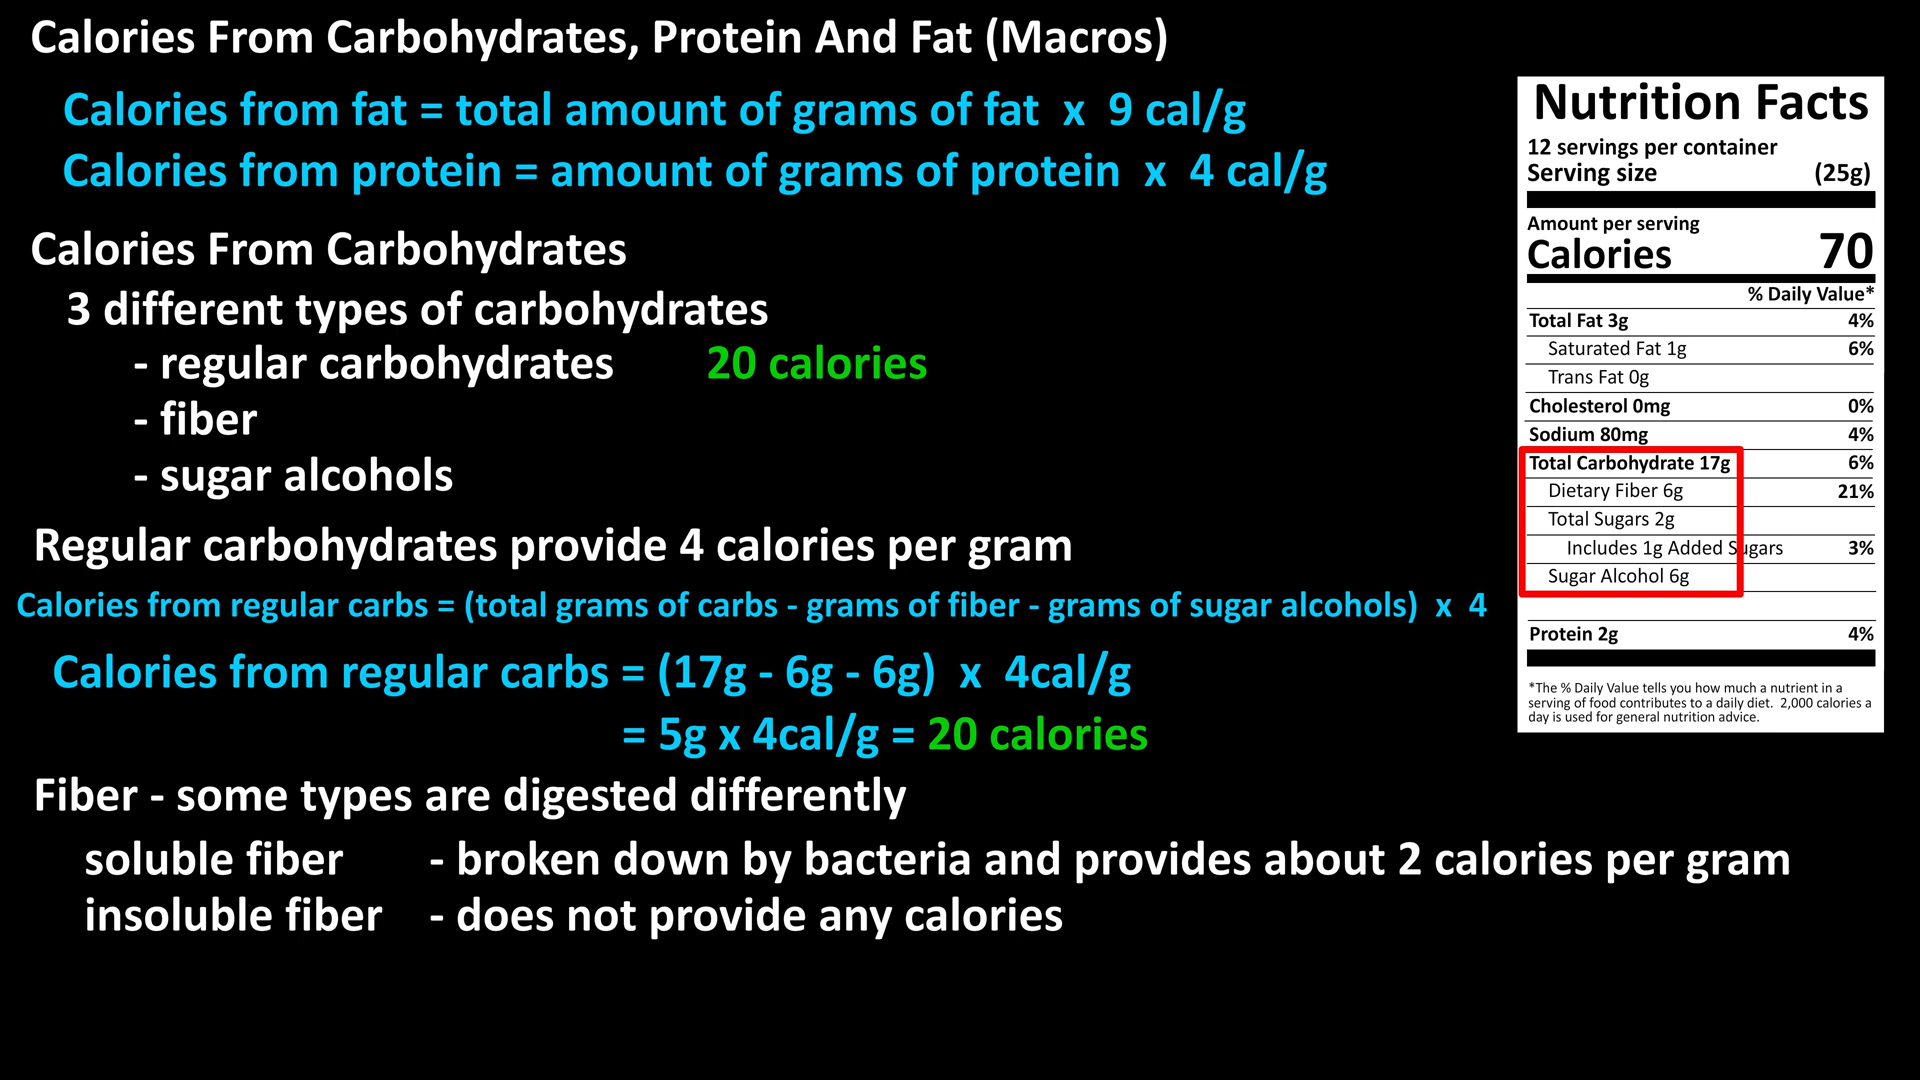 Calories From Carbohydrates, Protein And Fat (Macros)
Calories from fat = total amount of grams of fat x 9 cal/g
Calories from protein = amount of grams of protein x 4 cal/g
Calories From Carbohydrates
3 different types of carbohydrates
- regular carbohydrates 20 calories
- fiber
- sugar alcohols
Regular carbohydrates provide 4 calories per gram
Calories from regular carbs = (total grams of carbs - grams of fiber - grams of sugar alcohols) x 4
Calories from regular carbs = (17g - 6g - 6g) x 4cal/g
= 5g x 4cal/g = 20 calories
Fiber - some types are digested differently
soluble fiber - broken down by bacteria and provides about 2 calories per gram
insoluble fiber - does not provide any calories
Nutrition Facts
12 servings per container
Serving size (25g)
Amount per serving
Calories 70
% Daily Value*
Total Fat 3g 4%
Saturated Fat 1g 6%
Trans Fat 0g
Cholesterol 0mg 0%
Sodium 80mg 4%
Total Carbohydrate 17g 6%
Dietary Fiber 6g 21%
Total Sugars 2g
Includes 1g Added Sugars 3%
Sugar Alcohol 6g
Protein 2g 4%
*The % Daily Value tells you how much a nutrient in a
serving of food contributes to a daily diet. 2,000 calories a
day is used for general nutrition advice.